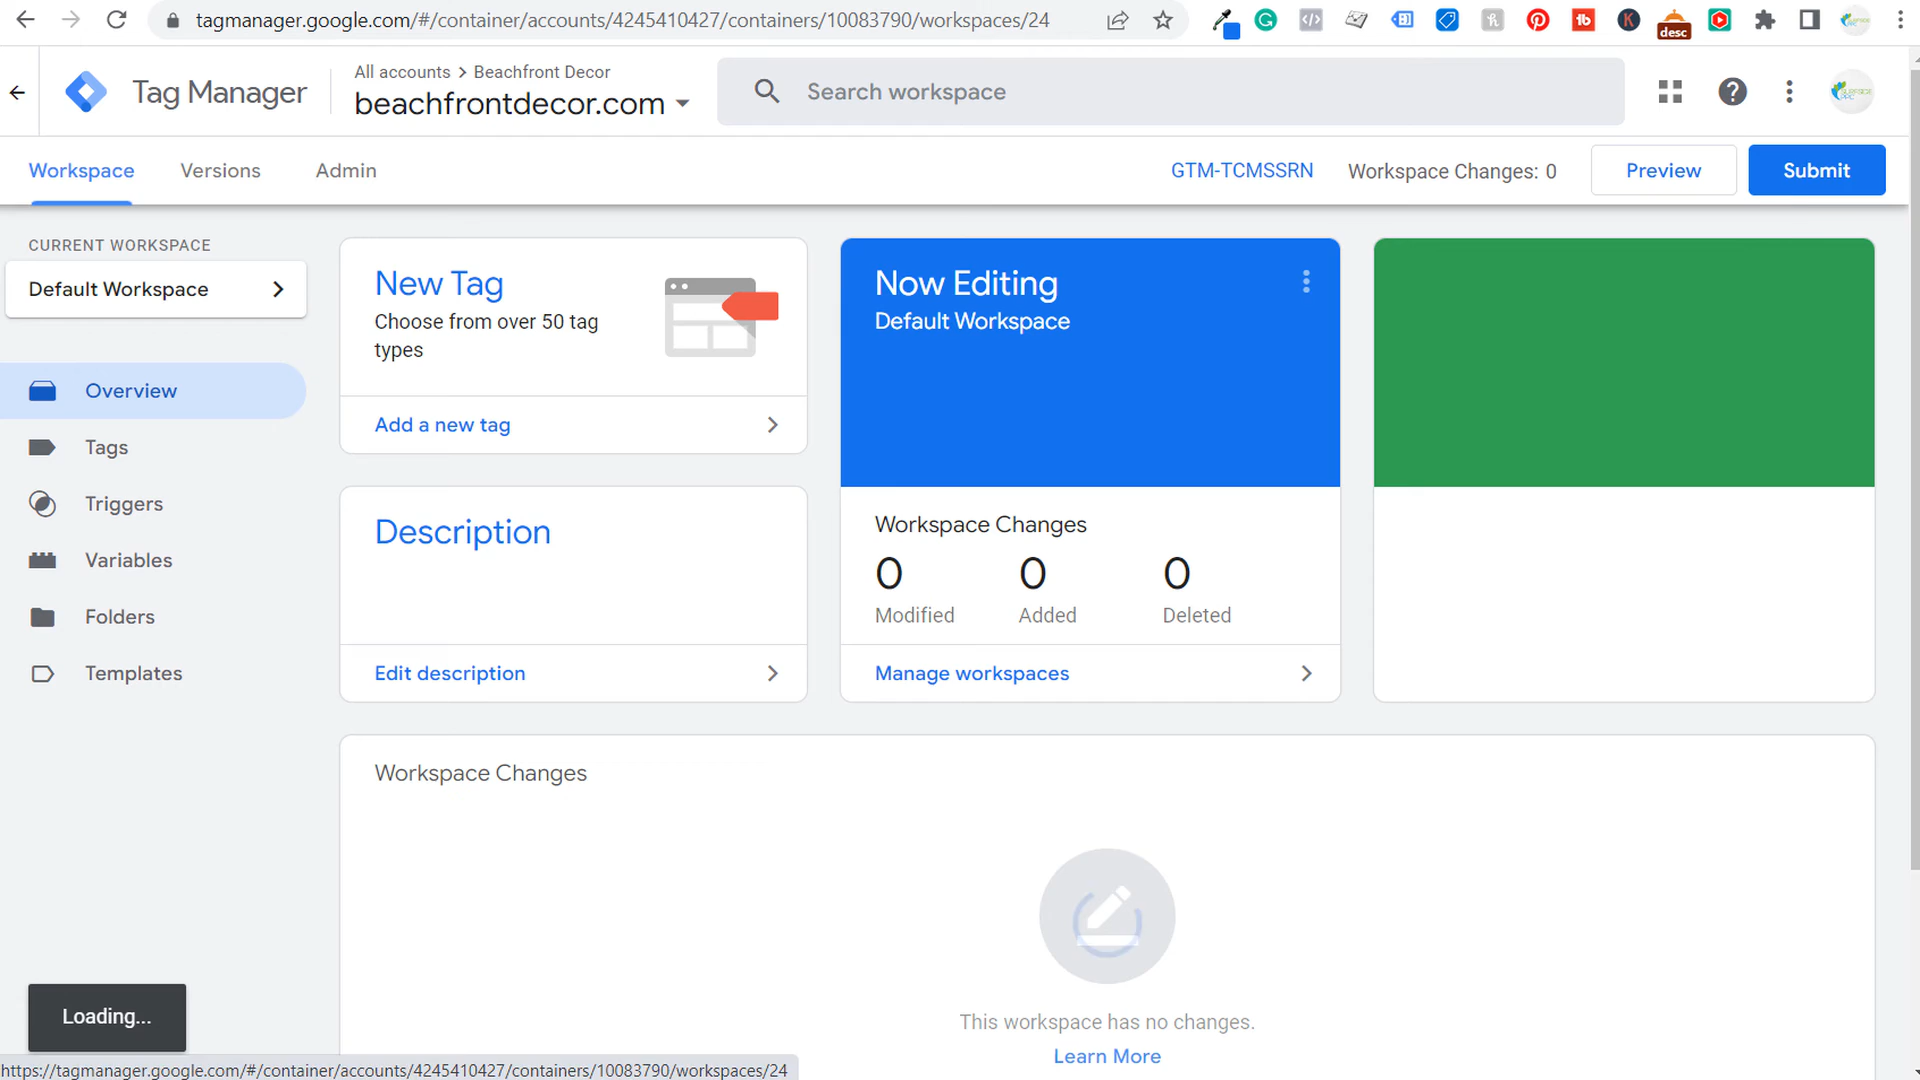 tagmanager.google.com/#/container/accounts/4245410427/containers/10083790/workspaces/24
desc
Tag Manager
All accounts > Beachfront Decor
beachfrontdecor.com
Search workspace
Workspace
Versions
Admin
GTM-TCMSSRN
Workspace Changes: 0
Preview
Submit
CURRENT WORKSPACE
Default Workspace
Overview
Tags
Triggers
Variables
Folders
Templates
New Tag
Choose from over 50 tag
types
Add a new tag
Description
Edit description
Now Editing
Default Workspace
Workspace Changes
0 0 0
Modified Added Deleted
Manage workspaces
Workspace Changes
This workspace has no changes.
Learn More
Loading...
https://tagmanager.google.com/#/container/accounts/4245410427/containers/10083790/workspaces/24